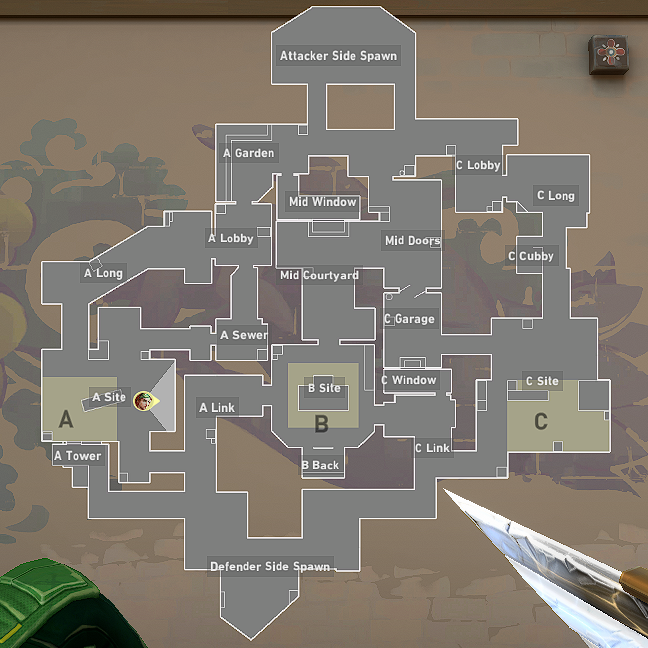 Attacker Side Spawn
A Garden
C Lobby
C Long
Mid Window
A Lobby
Mid Doors
C Cubby
A Long
Mid Courtyard
C Garage
A Sewer
C Window
C Site
B Site
A Site
A Link
A
B
C
C Link
A Tower
B Back
Defender Side Spawn